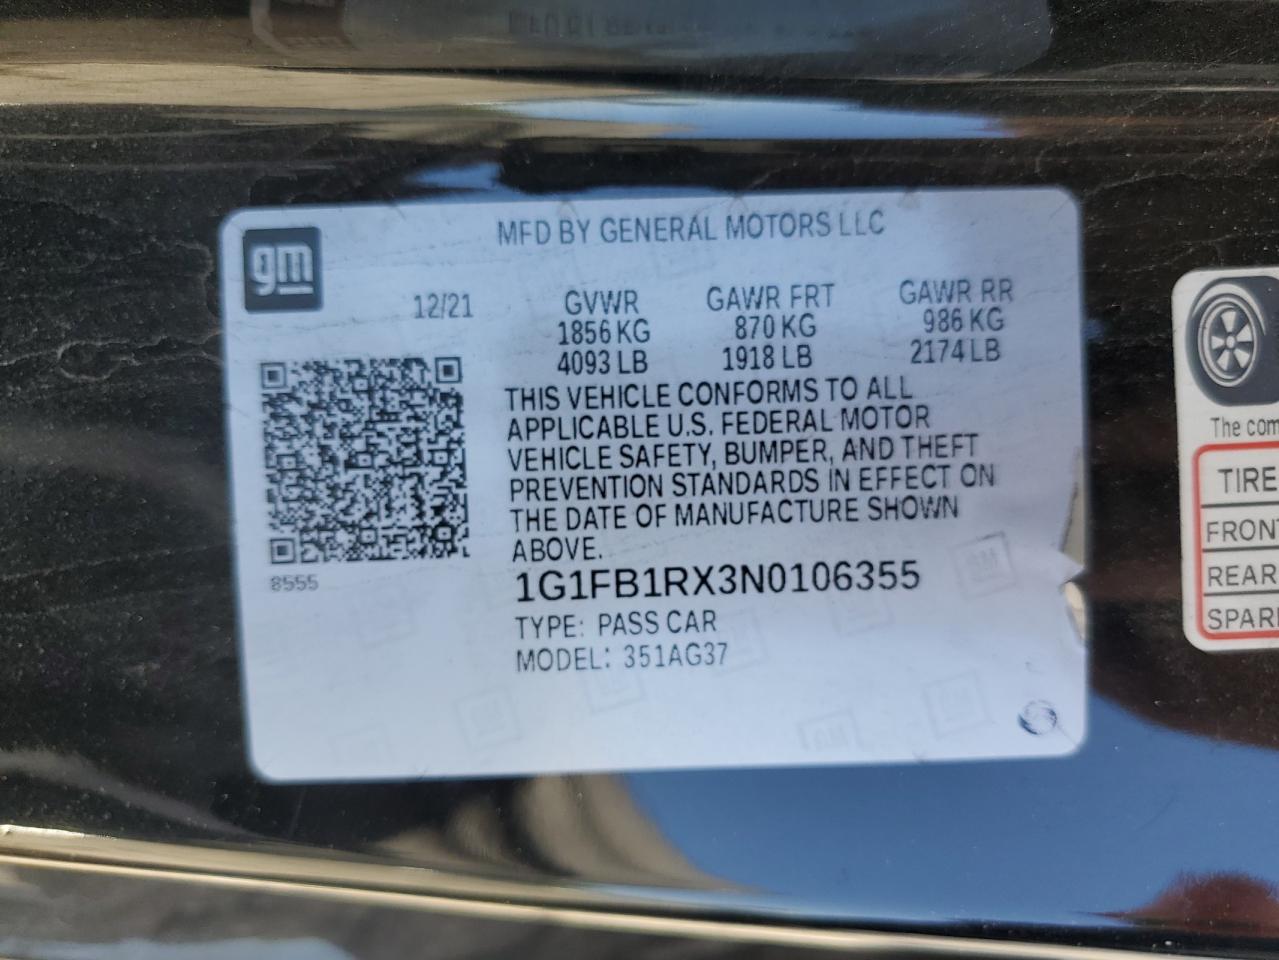 gm
MFD BY GENERAL MOTORS LLC
12/21 GVWR GAWR FRT GAWR RR
1856 KG 870 KG 986 KG
4093 LB 1918 LB 2174 LB
THIS VEHICLE CONFORMS TO ALL
APPLICABLE U.S. FEDERAL MOTOR
VEHICLE SAFETY, BUMPER, AND THEFT
PREVENTION STANDARDS IN EFFECT ON
THE DATE OF MANUFACTURE SHOWN
ABOVE.
8555
1G1FB1RX3N0106355
TYPE: PASS CAR
MODEL: 351AG37
The com
TIRE
FRONT
REAR
SPAR